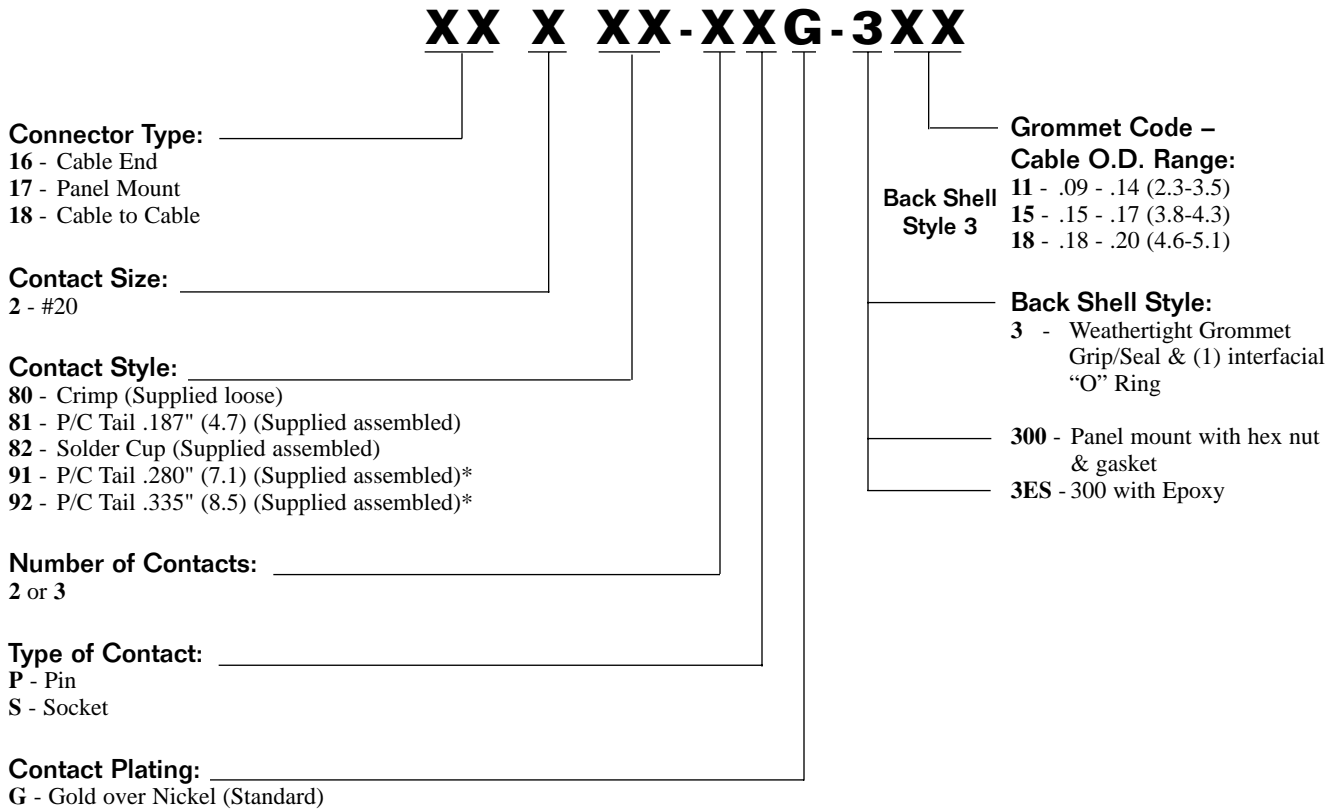 XX X XX-XXG-3XX
Connector Type:
16 - Cable End
17 - Panel Mount
18 - Cable to Cable
Contact Size:
2 - #20
Contact Style:
80 - Crimp (Supplied loose)
81 - P/C Tail .187" (4.7) (Supplied assembled)
82 - Solder Cup (Supplied assembled)
91 - P/C Tail .280" (7.1) (Supplied assembled)*
92 - P/C Tail .335" (8.5) (Supplied assembled)*
Number of Contacts:
2 or 3
Type of Contact:
P - Pin
S - Socket
Contact Plating:
G - Gold over Nickel (Standard)
Back Shell
Style 3
Grommet Code –
Cable O.D. Range:
11 - .09 - .14 (2.3-3.5)
15 - .15 - .17 (3.8-4.3)
18 - .18 - .20 (4.6-5.1)
Back Shell Style:
3 - Weathertight Grommet
Grip/Seal & (1) interfacial
“O” Ring
300 - Panel mount with hex nut
& gasket
3ES - 300 with Epoxy